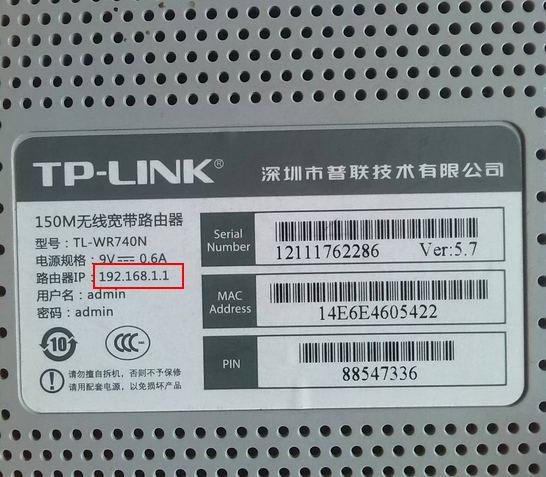 TP-LINK®
深圳市普联技术有限公司
150M无线宽带路由器
型号：TL-WR740N
电源规格：9V⎓ 0.6A
路由器IP：192.168.1.1
用户名：admin
密码：admin
10
CCC
请勿擅自拆机，否则不予保修
请用配套电源，以免损坏产品
Serial Number
12111762286 Ver:5.7
MAC Address
14E6E4605422
PIN
88547336